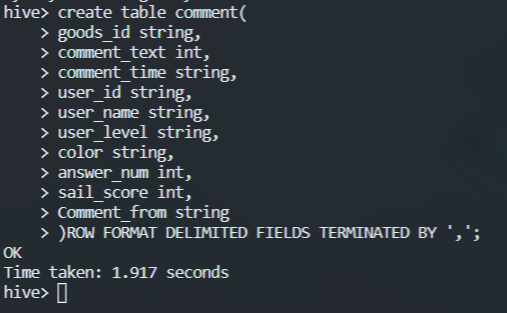 hive> create table comment(
    > goods_id string,
    > comment_text int,
    > comment_time string,
    > user_id string,
    > user_name string,
    > user_level string,
    > color string,
    > answer_num int,
    > sail_score int,
    > Comment_from string
    > )ROW FORMAT DELIMITED FIELDS TERMINATED BY ',';
OK
Time taken: 1.917 seconds
hive>